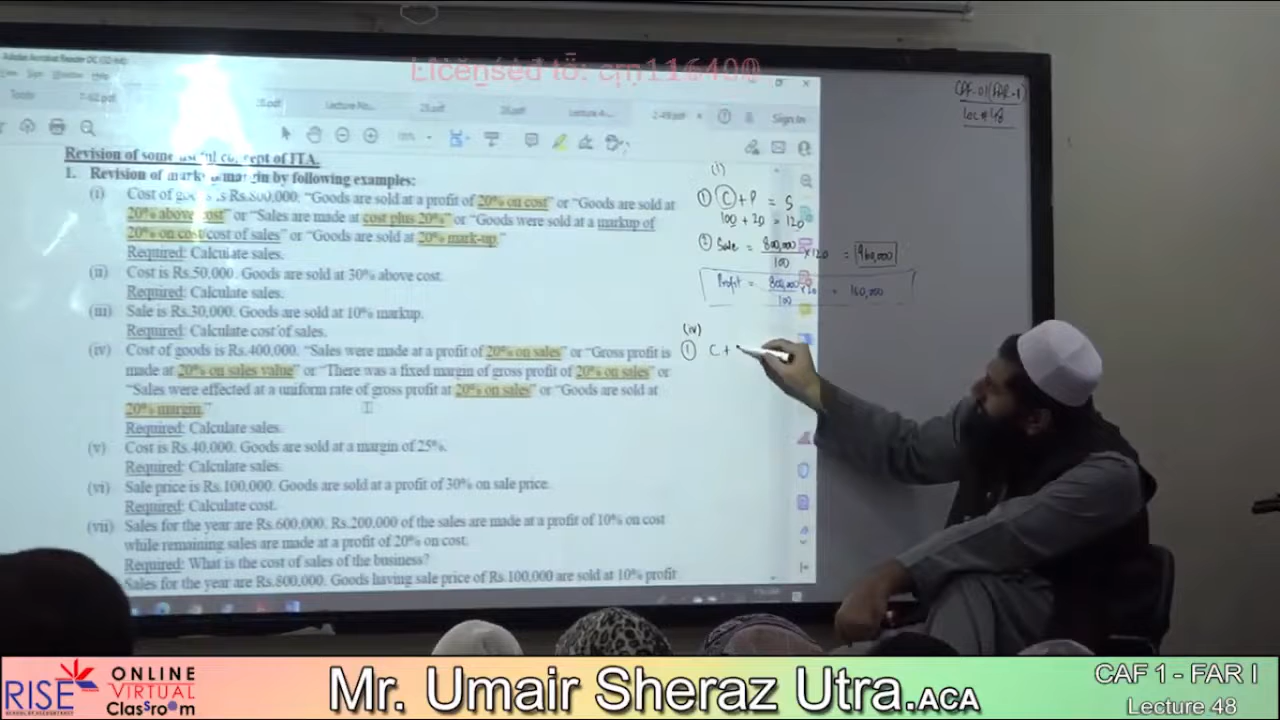 Licensed to: cm116400
Adobe Acrobat Reader DC
Tools
7-62.pdf
Lecture No...
Lecture 4-...
Sign In
Revision of some useful concept of ITA.
1. Revision of markup margin by following examples:
(i) Cost of goods is Rs.800,000. "Goods are sold at a profit of 20% on cost" or "Goods are sold at
20% above cost" or "Sales are made at cost plus 20%" or "Goods were sold at a markup of
20% on cost/cost of sales" or "Goods are sold at 20% mark-up."
Required: Calculate sales.
(ii) Cost is Rs.50,000. Goods are sold at 30% above cost.
Required: Calculate sales.
(iii) Sale is Rs.30,000. Goods are sold at 10% markup.
Required: Calculate cost of sales.
(iv) Cost of goods is Rs.400,000. "Sales were made at a profit of 20% on sales" or "Gross profit is
made at 20% on sales value" or "There was a fixed margin of gross profit of 20% on sales" or
"Sales were effected at a uniform rate of gross profit at 20% on sales" or "Goods are sold at
20% margin."
Required: Calculate sales.
(v) Cost is Rs.40,000. Goods are sold at a margin of 25%.
Required: Calculate sales.
(vi) Sale price is Rs.100,000. Goods are sold at a profit of 30% on sale price.
Required: Calculate cost.
(vii) Sales for the year are Rs.600,000. Rs.200,000 of the sales are made at a profit of 10% on cost
while remaining sales are made at a profit of 20% on cost.
Required: What is the cost of sales of the business?
Sales for the year are Rs.800,000. Goods having sale price of Rs.100,000 are sold at 10% profit
(i)
① C + P = S
100 + 20 = 120
② Sale = 800,000/100 × 120 = 960,000
Profit = 800,000/100 × 20 = 160,000
(iv)
① C +
CAF-01(FAR-1)
Lec # 48
RISE
ONLINE
VIRTUAL
Classroom
Mr. Umair Sheraz Utra.ACA
CAF 1 - FAR I
Lecture 48